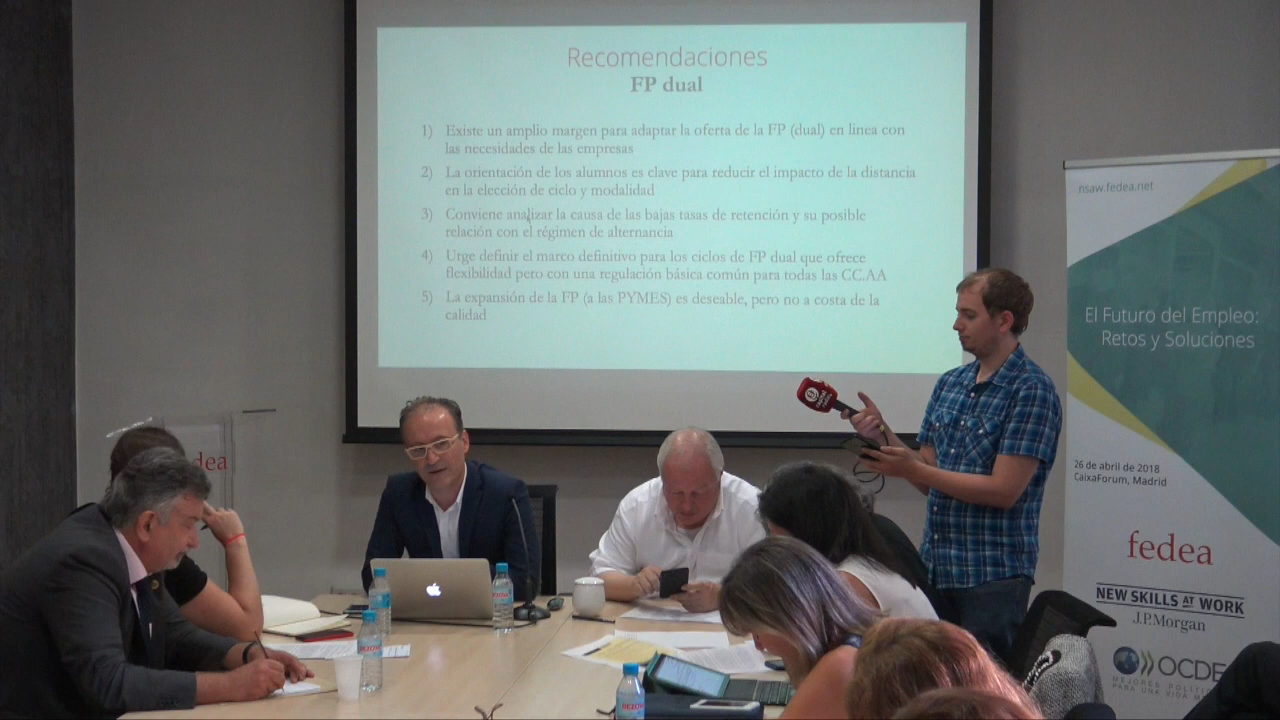 Recomendaciones
FP dual
1) Existe un amplio margen para adaptar la oferta de la FP (dual) en línea con
las necesidades de las empresas
2) La orientación de los alumnos es clave para reducir el impacto de la distancia
en la elección de ciclo y modalidad
3) Conviene analizar la causa de las bajas tasas de retención y su posible
relación con el régimen de alternancia
4) Urge definir el marco definitivo para los ciclos de FP dual que ofrece
flexibilidad pero con una regulación básica común para todas las CC.AA
5) La expansión de la FP (a las PYMES) es deseable, pero no a costa de la
calidad
nsaw.fedea.net
El Futuro del Empleo:
Retos y Soluciones
26 de abril de 2018
CaixaForum, Madrid
fedea
NEW SKILLS AT WORK
J.P.Morgan
OCDE
MEJORES
PARA UNA VIDA
dea